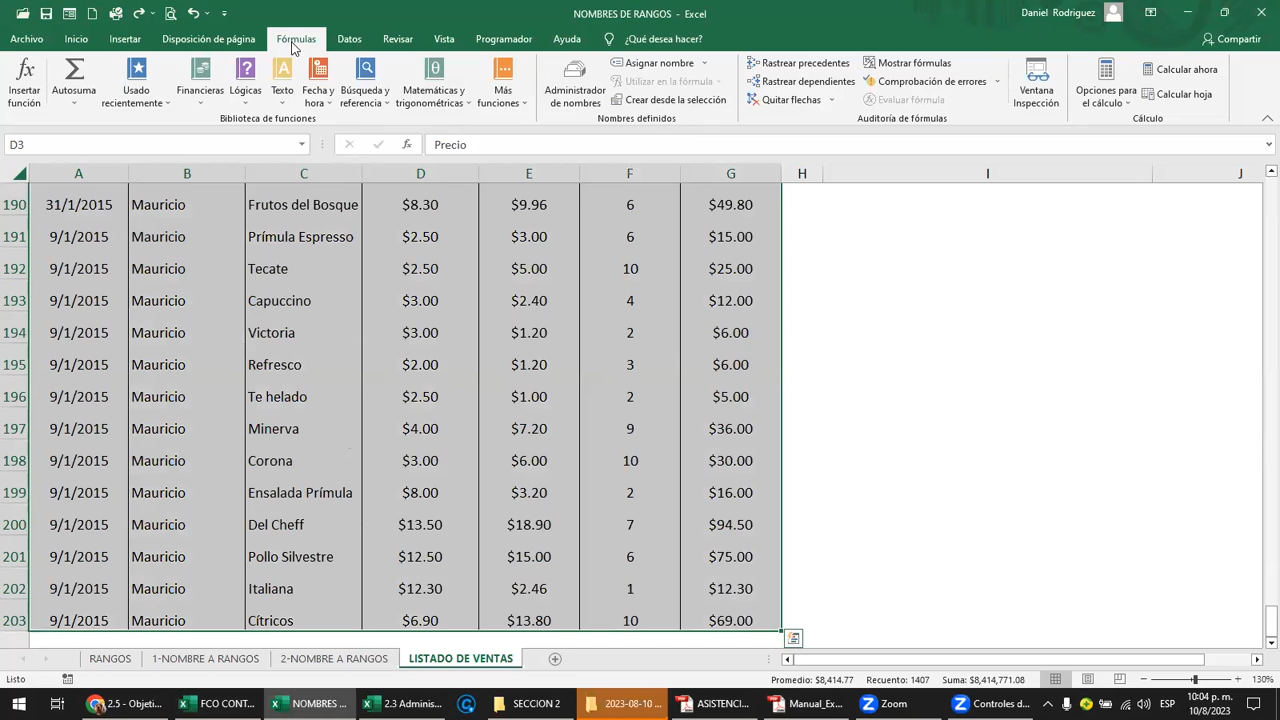 NOMBRES DE RANGOS - Excel
Daniel Rodriguez
Archivo Inicio Insertar Disposición de página Fórmulas Datos Revisar Vista Programador Ayuda ¿Qué desea hacer? Compartir
Insertar función
Autosuma
Usado recientemente
Financieras
Lógicas
Texto
Fecha y hora
Búsqueda y referencia
Matemáticas y trigonométricas
Más funciones
Biblioteca de funciones
Administrador de nombres
Asignar nombre
Utilizar en la fórmula
Crear desde la selección
Nombres definidos
Rastrear precedentes
Rastrear dependientes
Quitar flechas
Mostrar fórmulas
Comprobación de errores
Evaluar fórmula
Auditoría de fórmulas
Ventana Inspección
Opciones para el cálculo
Calcular ahora
Calcular hoja
Cálculo
D3 fx Precio
A B C D E F G H I J
190 31/1/2015 Mauricio Frutos del Bosque $8.30 $9.96 6 $49.80
191 9/1/2015 Mauricio Prímula Espresso $2.50 $3.00 6 $15.00
192 9/1/2015 Mauricio Tecate $2.50 $5.00 10 $25.00
193 9/1/2015 Mauricio Capuccino $3.00 $2.40 4 $12.00
194 9/1/2015 Mauricio Victoria $3.00 $1.20 2 $6.00
195 9/1/2015 Mauricio Refresco $2.00 $1.20 3 $6.00
196 9/1/2015 Mauricio Te helado $2.50 $1.00 2 $5.00
197 9/1/2015 Mauricio Minerva $4.00 $7.20 9 $36.00
198 9/1/2015 Mauricio Corona $3.00 $6.00 10 $30.00
199 9/1/2015 Mauricio Ensalada Prímula $8.00 $3.20 2 $16.00
200 9/1/2015 Mauricio Del Cheff $13.50 $18.90 7 $94.50
201 9/1/2015 Mauricio Pollo Silvestre $12.50 $15.00 6 $75.00
202 9/1/2015 Mauricio Italiana $12.30 $2.46 1 $12.30
203 9/1/2015 Mauricio Cítricos $6.90 $13.80 10 $69.00
RANGOS 1-NOMBRE A RANGOS 2-NOMBRE A RANGOS LISTADO DE VENTAS
Listo Promedio: $8,414.77 Recuento: 1407 Suma: $8,414,771.08 130%
2.5 - Objeti... FCO CONT... NOMBRES ... 2.3 Adminis... SECCION 2 2023-08-10 ... ASISTENCI... Manual_Ex... Zoom Controles d... ESP 10:04 p. m.
10/8/2023